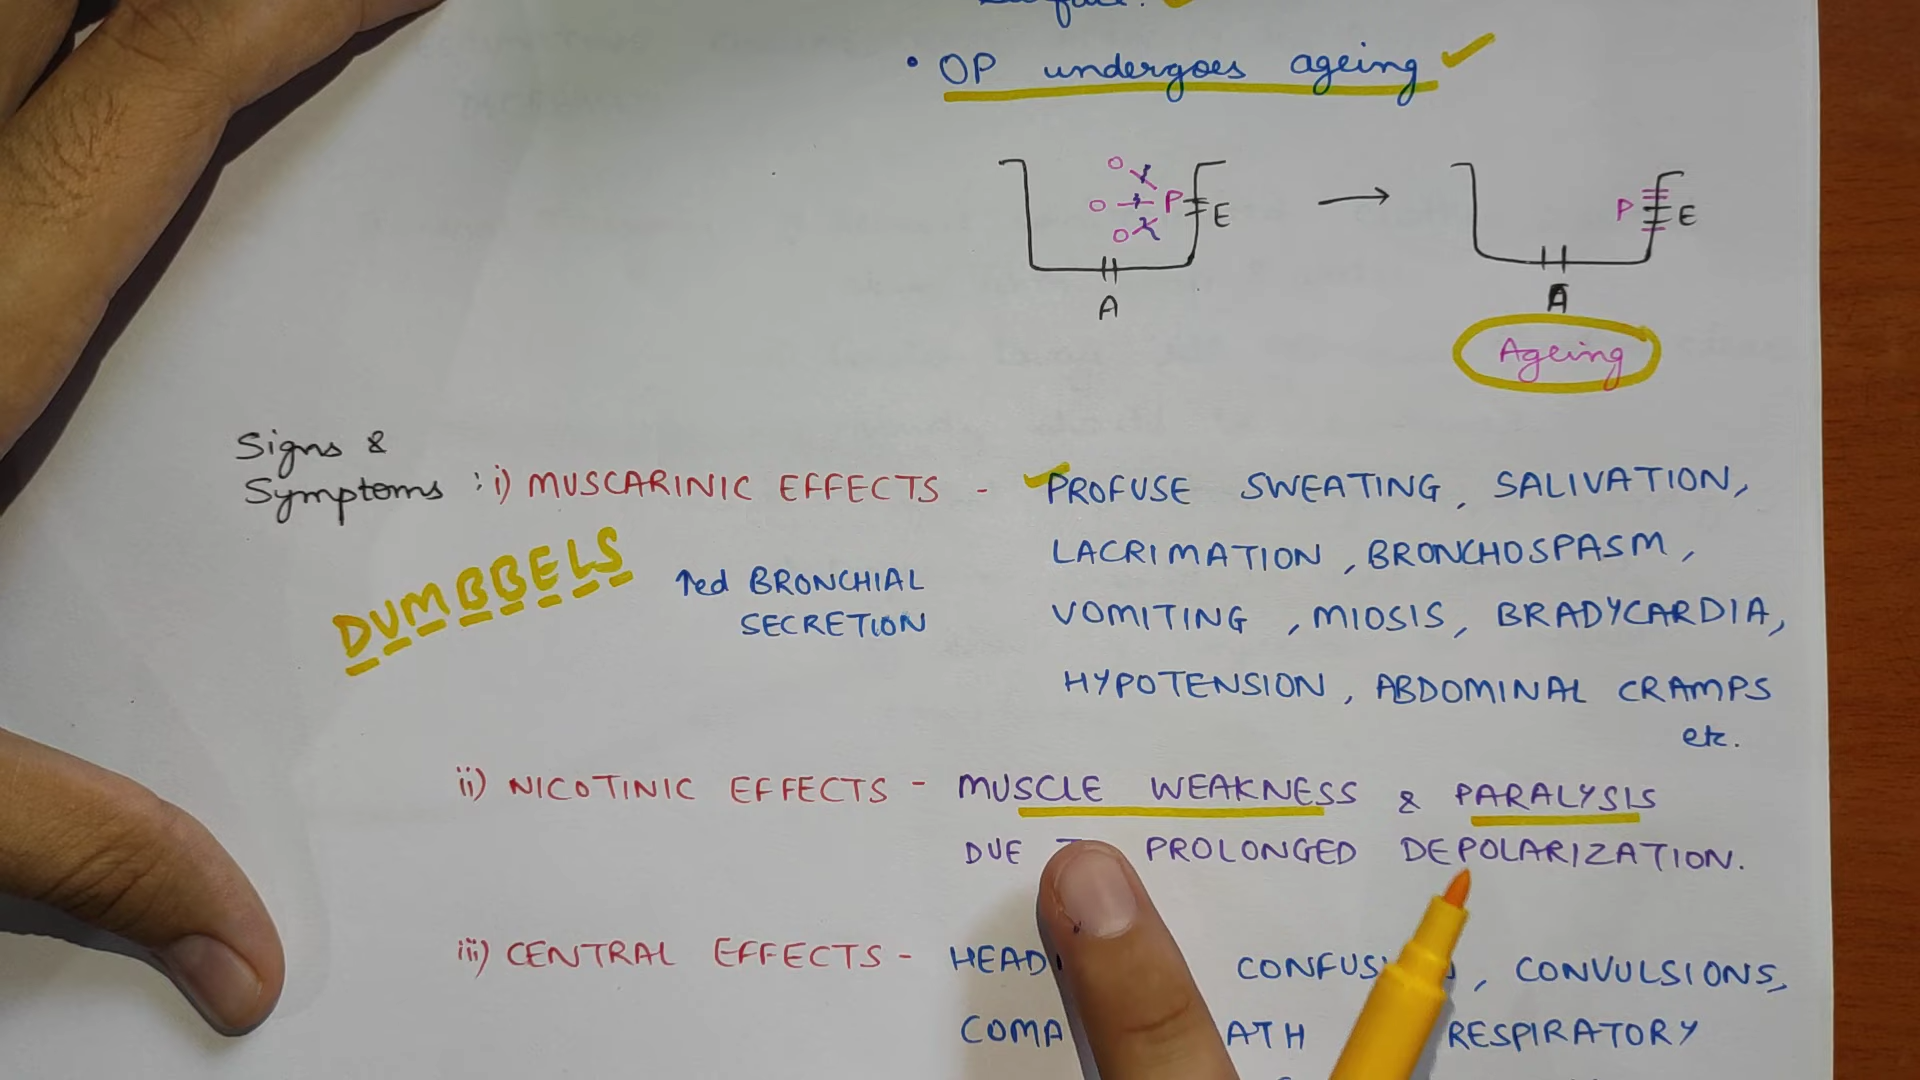 • OP undergoes ageing
O
O P E
O
A
P E
A
Ageing
Signs &
Symptoms : i) MUSCARINIC EFFECTS - PROFUSE SWEATING, SALIVATION,
LACRIMATION, BRONCHOSPASM,
VOMITING, MIOSIS, BRADYCARDIA,
HYPOTENSION, ABDOMINAL CRAMPS
etc.
DUMBBELS
↑ed BRONCHIAL
SECRETION
ii) NICOTINIC EFFECTS - MUSCLE WEAKNESS & PARALYSIS
DUE PROLONGED DEPOLARIZATION.
iii) CENTRAL EFFECTS - CONVULSIONS,
COMA RESPIRATORY